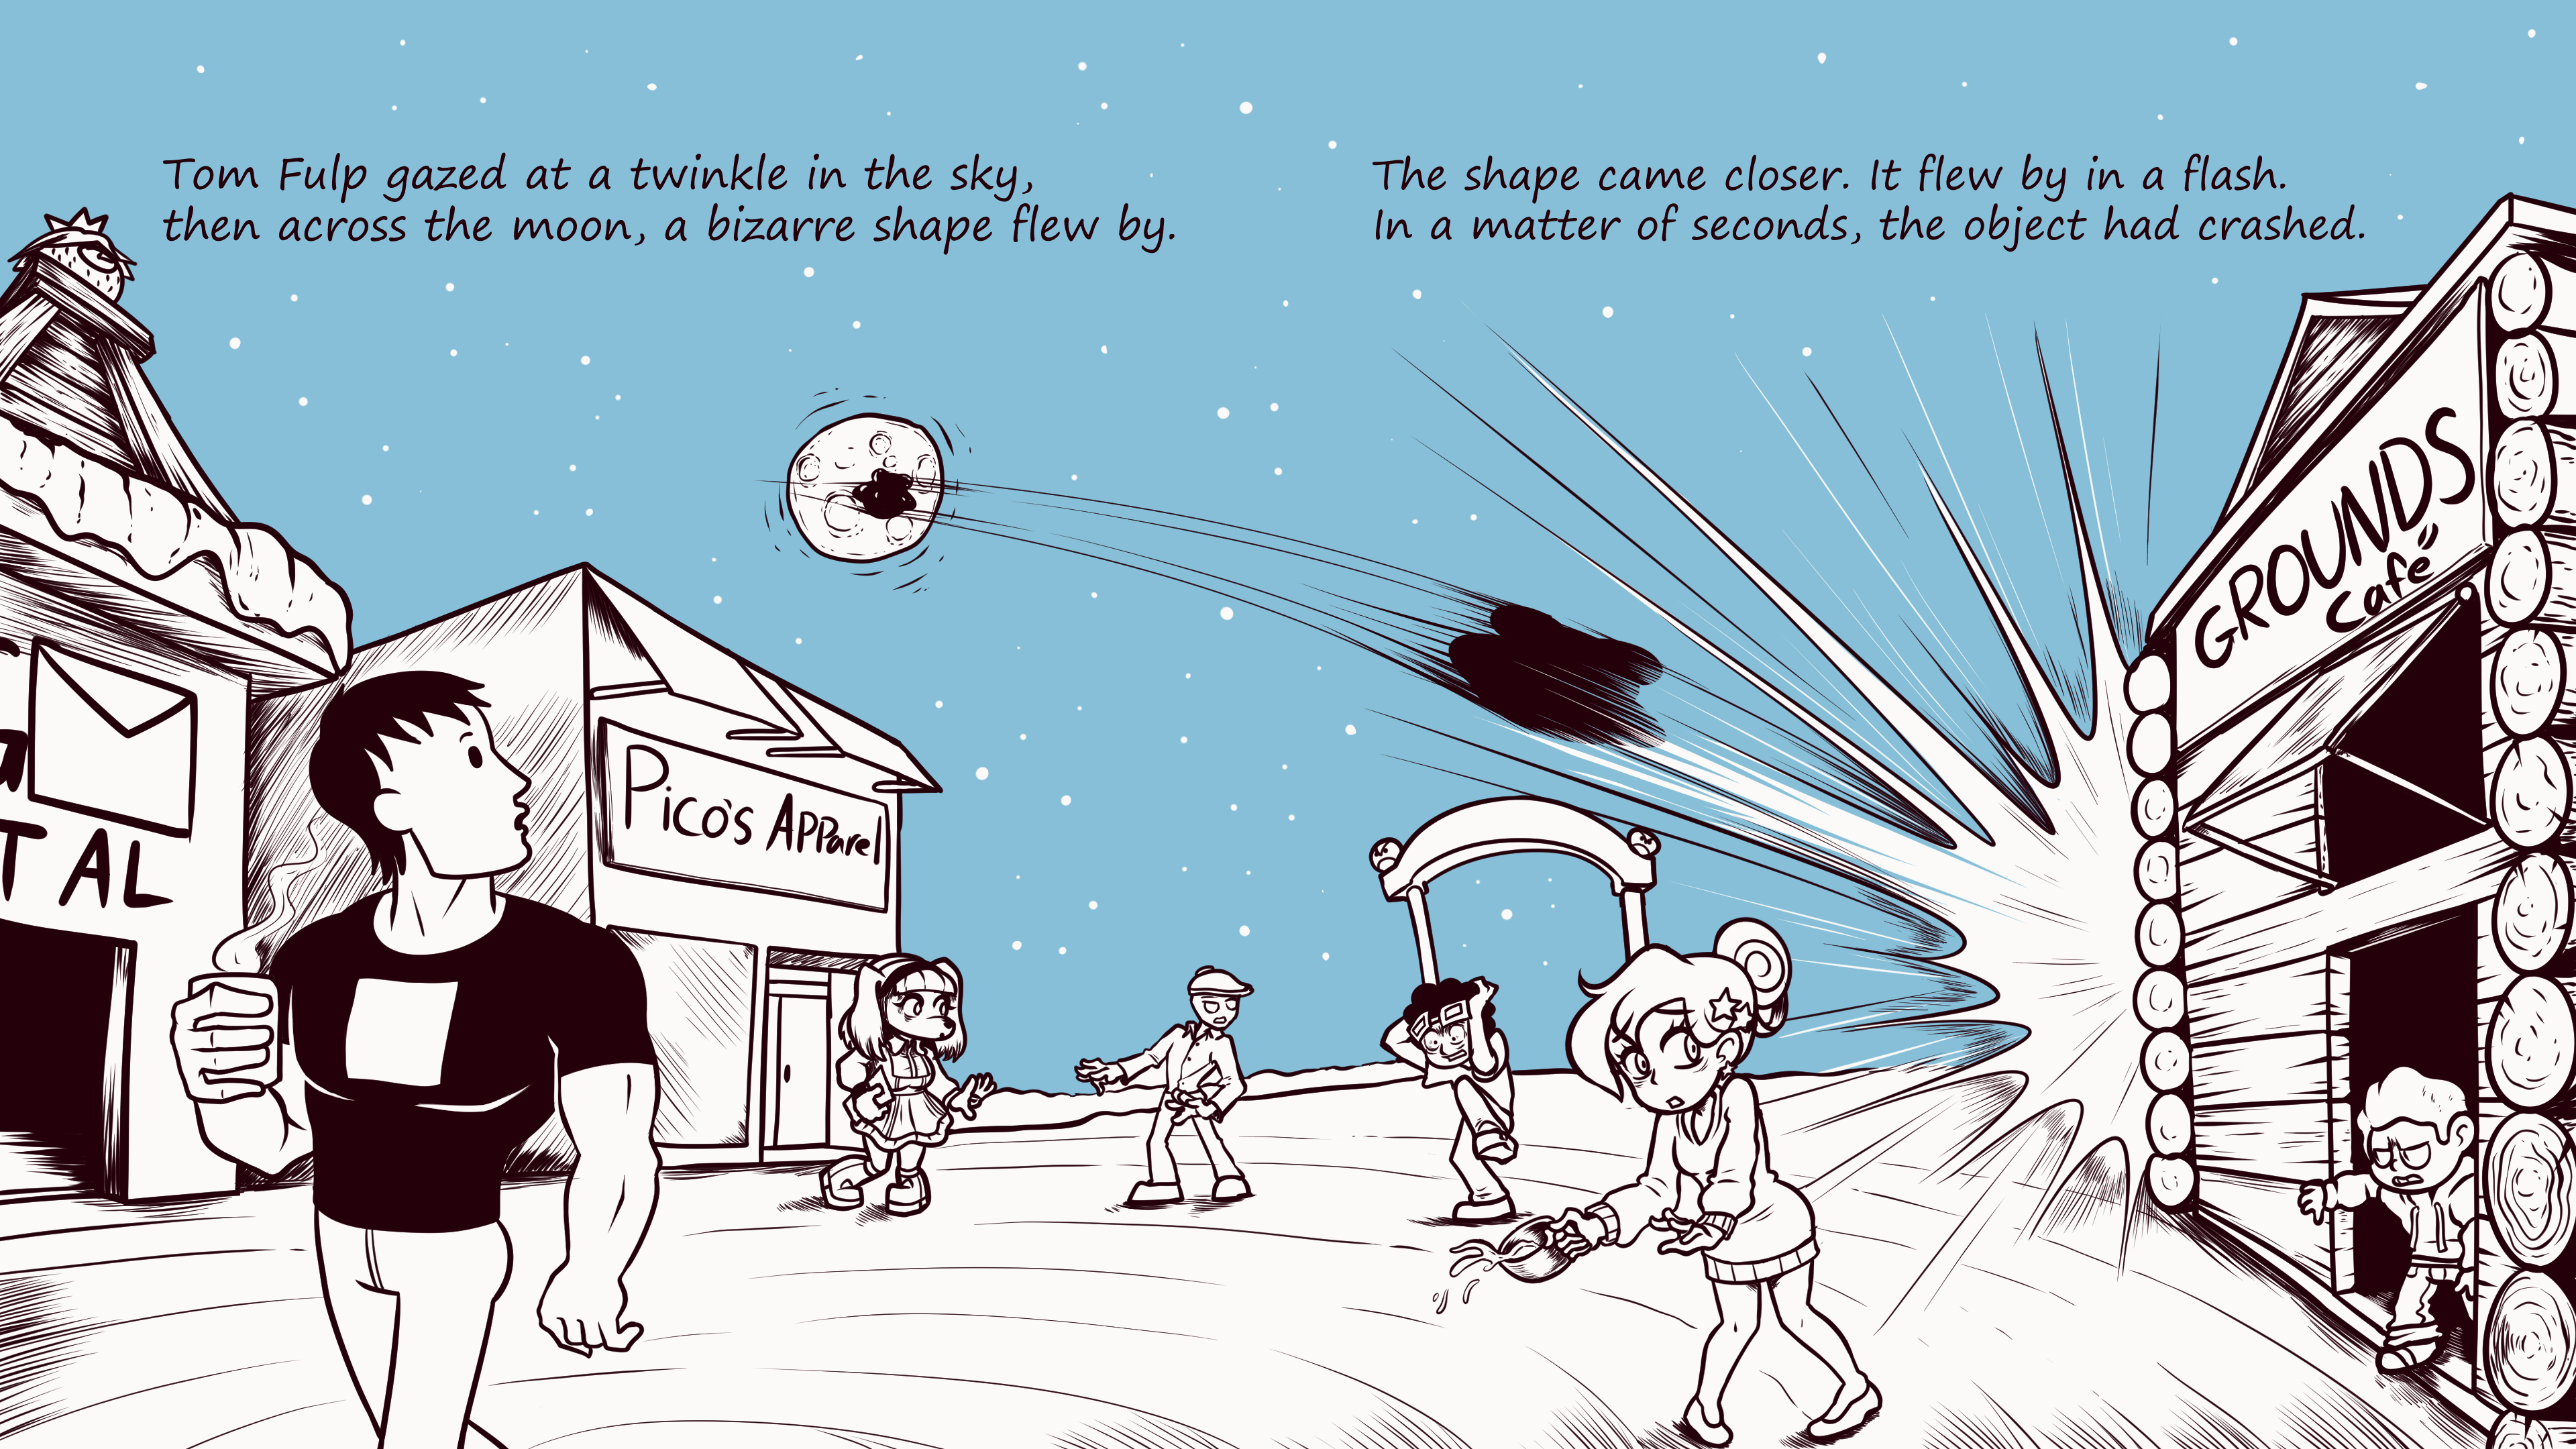 Tom Fulp gazed at a twinkle in the sky,
then across the moon, a bizarre shape flew by.
The shape came closer. It flew by in a flash.
In a matter of seconds, the object had crashed.
TAL
Pico's Apparel
GROUNDS
Cafe